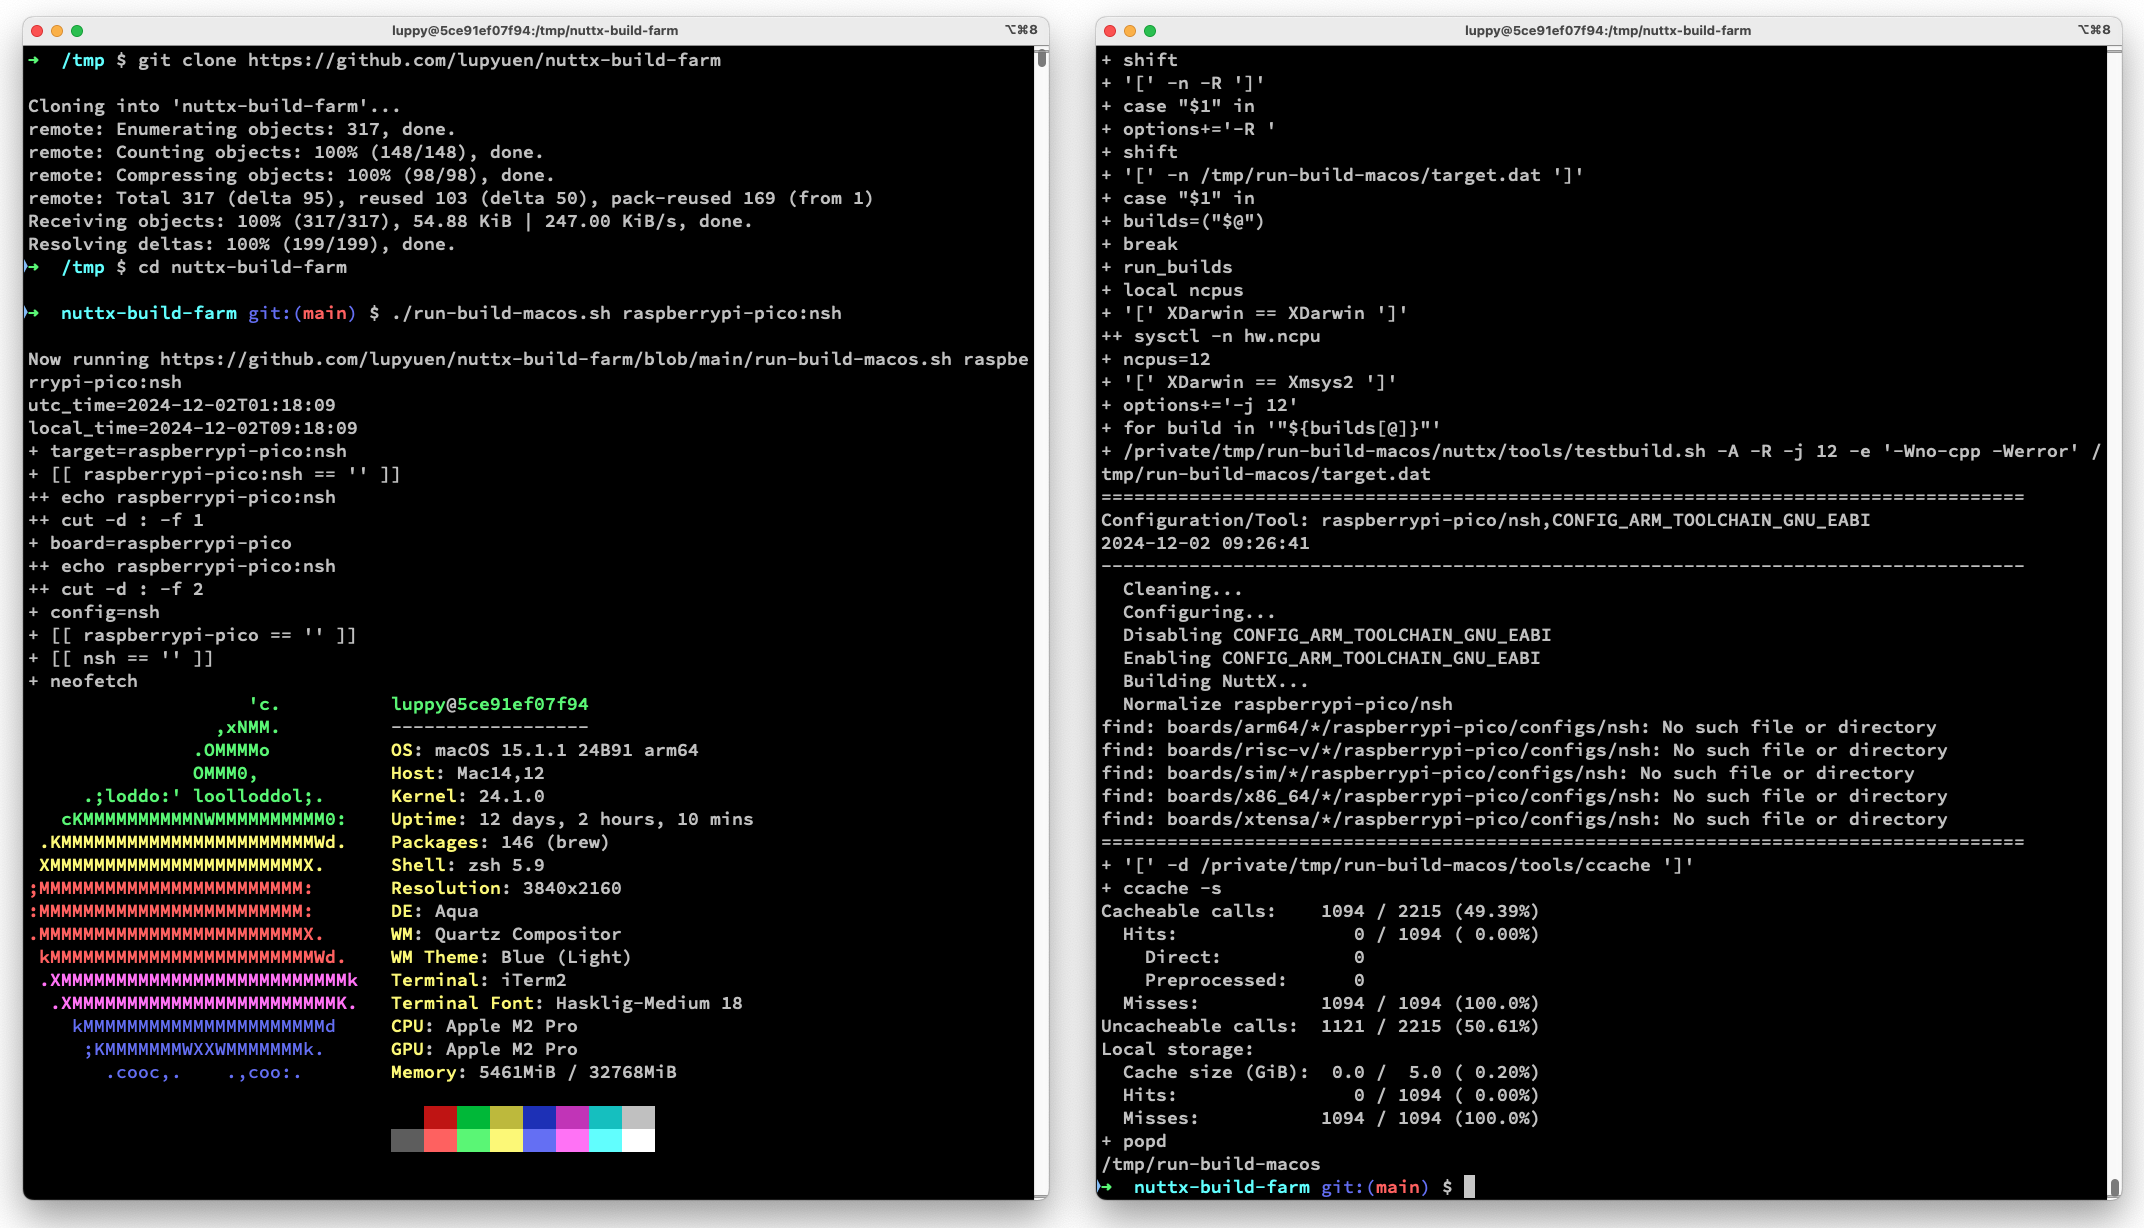 luppy@5ce91ef07f94:/tmp/nuttx-build-farm
⌥⌘8
➜  /tmp $ git clone https://github.com/lupyuen/nuttx-build-farm
Cloning into 'nuttx-build-farm'...
remote: Enumerating objects: 317, done.
remote: Counting objects: 100% (148/148), done.
remote: Compressing objects: 100% (98/98), done.
remote: Total 317 (delta 95), reused 103 (delta 50), pack-reused 169 (from 1)
Receiving objects: 100% (317/317), 54.88 KiB | 247.00 KiB/s, done.
Resolving deltas: 100% (199/199), done.
➜  /tmp $ cd nuttx-build-farm
➜  nuttx-build-farm git:(main) $ ./run-build-macos.sh raspberrypi-pico:nsh
Now running https://github.com/lupyuen/nuttx-build-farm/blob/main/run-build-macos.sh raspbe
rrypi-pico:nsh
utc_time=2024-12-02T01:18:09
local_time=2024-12-02T09:18:09
+ target=raspberrypi-pico:nsh
+ [[ raspberrypi-pico:nsh == '' ]]
++ echo raspberrypi-pico:nsh
++ cut -d : -f 1
+ board=raspberrypi-pico
++ echo raspberrypi-pico:nsh
++ cut -d : -f 2
+ config=nsh
+ [[ raspberrypi-pico == '' ]]
+ [[ nsh == '' ]]
+ neofetch
                    'c.          luppy@5ce91ef07f94
                 ,xNMM.          ------------------
               .OMMMMo           OS: macOS 15.1.1 24B91 arm64
               OMMM0,            Host: Mac14,12
     .;loddo:' loolloddol;.      Kernel: 24.1.0
   cKMMMMMMMMMMNWMMMMMMMMMM0:    Uptime: 12 days, 2 hours, 10 mins
 .KMMMMMMMMMMMMMMMMMMMMMMMWd.    Packages: 146 (brew)
 XMMMMMMMMMMMMMMMMMMMMMMMX.      Shell: zsh 5.9
;MMMMMMMMMMMMMMMMMMMMMMMM:       Resolution: 3840x2160
:MMMMMMMMMMMMMMMMMMMMMMMM:       DE: Aqua
.MMMMMMMMMMMMMMMMMMMMMMMMX.      WM: Quartz Compositor
 kMMMMMMMMMMMMMMMMMMMMMMMMWd.    WM Theme: Blue (Light)
 .XMMMMMMMMMMMMMMMMMMMMMMMMMMk   Terminal: iTerm2
  .XMMMMMMMMMMMMMMMMMMMMMMMMK.   Terminal Font: Hasklig-Medium 18
    kMMMMMMMMMMMMMMMMMMMMMMd     CPU: Apple M2 Pro
     ;KMMMMMMMWXXWMMMMMMMk.      GPU: Apple M2 Pro
       .cooc,.    .,coo:.        Memory: 5461MiB / 32768MiB
luppy@5ce91ef07f94:/tmp/nuttx-build-farm
⌥⌘8
+ shift
+ '[' -n -R ']'
+ case "$1" in
+ options+='-R '
+ shift
+ '[' -n /tmp/run-build-macos/target.dat ']'
+ case "$1" in
+ builds=("$@")
+ break
+ run_builds
+ local ncpus
+ '[' XDarwin == XDarwin ']'
++ sysctl -n hw.ncpu
+ ncpus=12
+ '[' XDarwin == Xmsys2 ']'
+ options+='-j 12'
+ for build in '"${builds[@]}"'
+ /private/tmp/run-build-macos/nuttx/tools/testbuild.sh -A -R -j 12 -e '-Wno-cpp -Werror' /
tmp/run-build-macos/target.dat
====================================================================================
Configuration/Tool: raspberrypi-pico/nsh,CONFIG_ARM_TOOLCHAIN_GNU_EABI
2024-12-02 09:26:41
------------------------------------------------------------------------------------
  Cleaning...
  Configuring...
  Disabling CONFIG_ARM_TOOLCHAIN_GNU_EABI
  Enabling CONFIG_ARM_TOOLCHAIN_GNU_EABI
  Building NuttX...
  Normalize raspberrypi-pico/nsh
find: boards/arm64/*/raspberrypi-pico/configs/nsh: No such file or directory
find: boards/risc-v/*/raspberrypi-pico/configs/nsh: No such file or directory
find: boards/sim/*/raspberrypi-pico/configs/nsh: No such file or directory
find: boards/x86_64/*/raspberrypi-pico/configs/nsh: No such file or directory
find: boards/xtensa/*/raspberrypi-pico/configs/nsh: No such file or directory
====================================================================================
+ '[' -d /private/tmp/run-build-macos/tools/ccache ']'
+ ccache -s
Cacheable calls:    1094 / 2215 (49.39%)
  Hits:                0 / 1094 ( 0.00%)
    Direct:            0
    Preprocessed:      0
  Misses:           1094 / 1094 (100.0%)
Uncacheable calls:  1121 / 2215 (50.61%)
Local storage:
  Cache size (GiB):  0.0 /  5.0 ( 0.20%)
  Hits:                0 / 1094 ( 0.00%)
  Misses:           1094 / 1094 (100.0%)
+ popd
/tmp/run-build-macos
➜  nuttx-build-farm git:(main) $